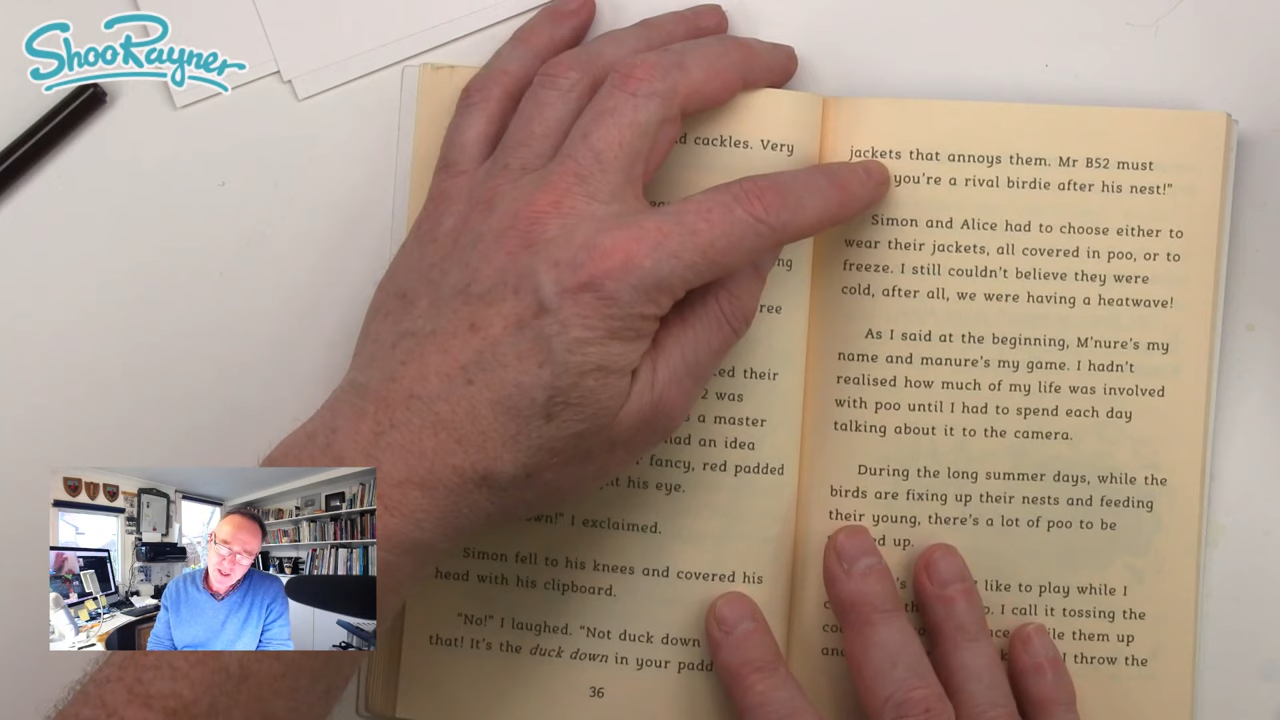 ShooRayner
cackles. Very
ree
their
2 was
a master
had an idea
fancy, red padded
his eye.
I exclaimed.
Simon fell to his knees and covered his
head with his clipboard.
"No!" I laughed. "Not duck down
that! It's the duck down in your
36
jackets that annoys them. Mr B52 must
you're a rival birdie after his nest!"
Simon and Alice had to choose either to
wear their jackets, all covered in poo, or to
freeze. I still couldn't believe they were
cold, after all, we were having a heatwave!
As I said at the beginning, M'nure's my
name and manure's my game. I hadn't
realised how much of my life was involved
with poo until I had to spend each day
talking about it to the camera.
During the long summer days, while the
birds are fixing up their nests and feeding
their young, there's a lot of poo to be
up.
like to play while I
I call it tossing the
them up
I throw the